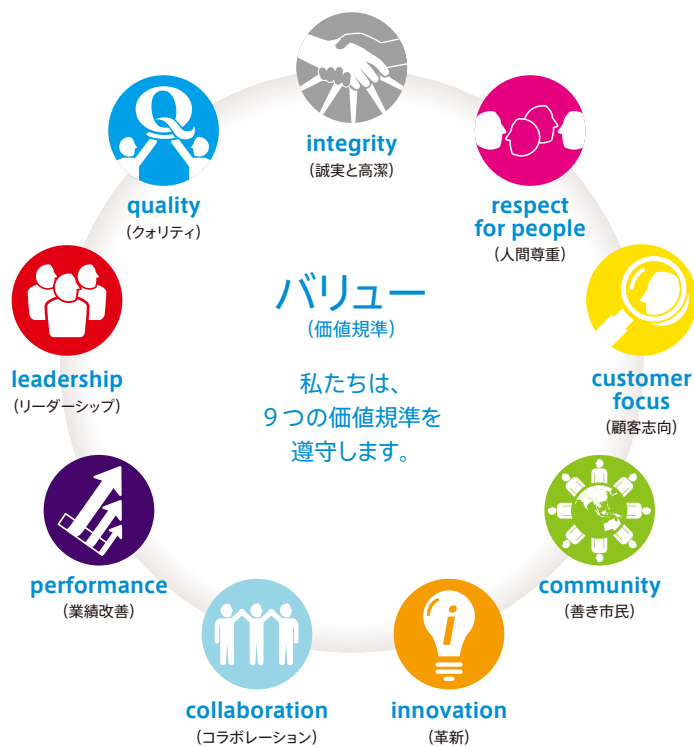 integrity
(誠実と高潔)
respect
for people
(人間尊重)
customer
focus
(顧客志向)
community
(善き市民)
innovation
(革新)
collaboration
(コラボレーション)
performance
(業績改善)
leadership
(リーダーシップ)
Q
quality
(クォリティ)
バリュー
(価値規準)
私たちは、
9つの価値規準を
遵守します。
i